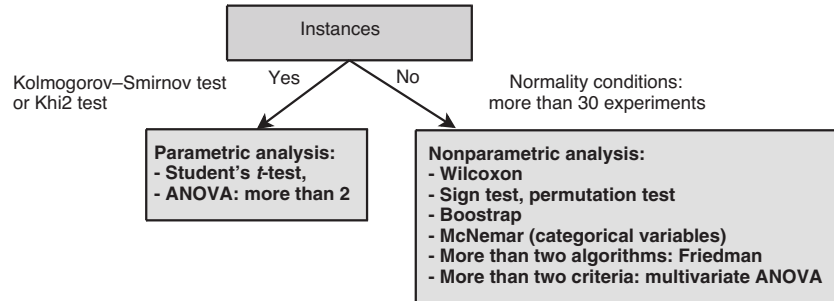 Instances
Yes
No
Kolmogorov–Smirnov test
or Khi2 test
Normality conditions:
more than 30 experiments
Parametric analysis:
- Student's t-test,
- ANOVA: more than 2
Nonparametric analysis:
- Wilcoxon
- Sign test, permutation test
- Boostrap
- McNemar (categorical variables)
- More than two algorithms: Friedman
- More than two criteria: multivariate ANOVA